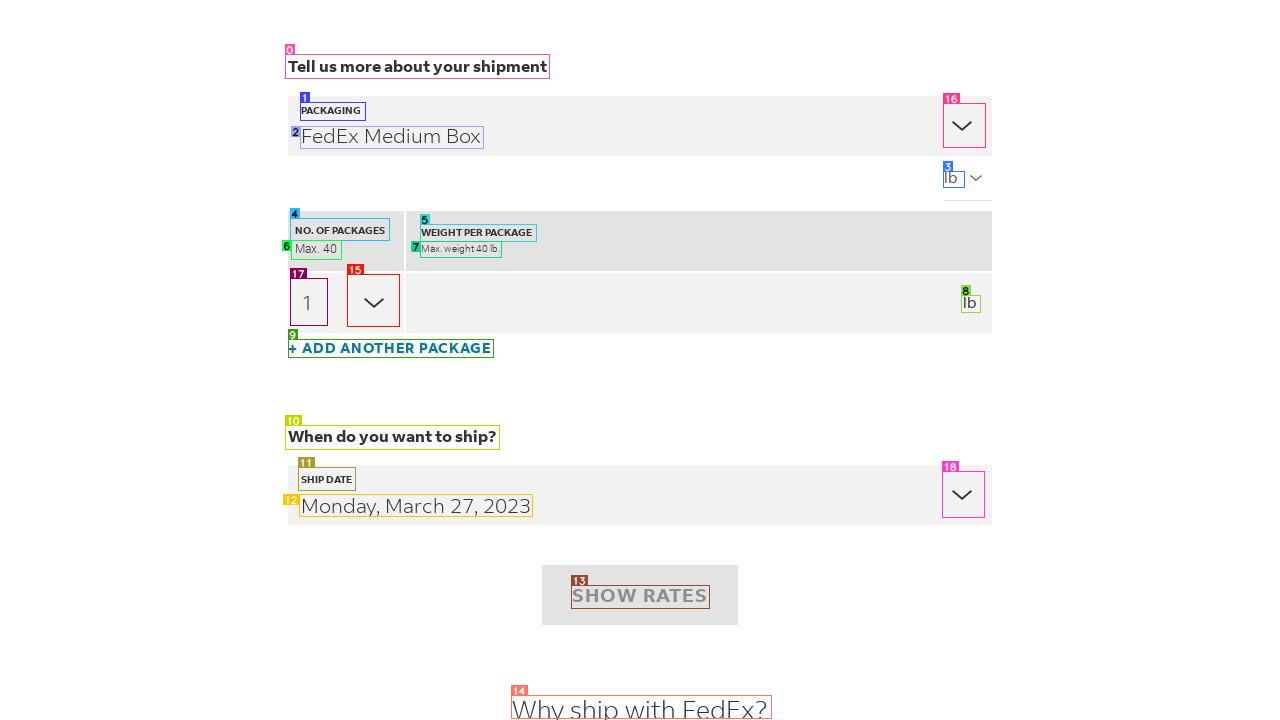 Tell us more about your shipment
PACKAGING
FedEx Medium Box
lb
NO. OF PACKAGES
WEIGHT PER PACKAGE
Max. 40
Max. weight 40 lb.
1
lb
+ ADD ANOTHER PACKAGE
When do you want to ship?
SHIP DATE
Monday, March 27, 2023
SHOW RATES
Why ship with FedEx?
0
1
2
3
4
5
6
7
8
9
10
11
12
13
14
15
16
17
18